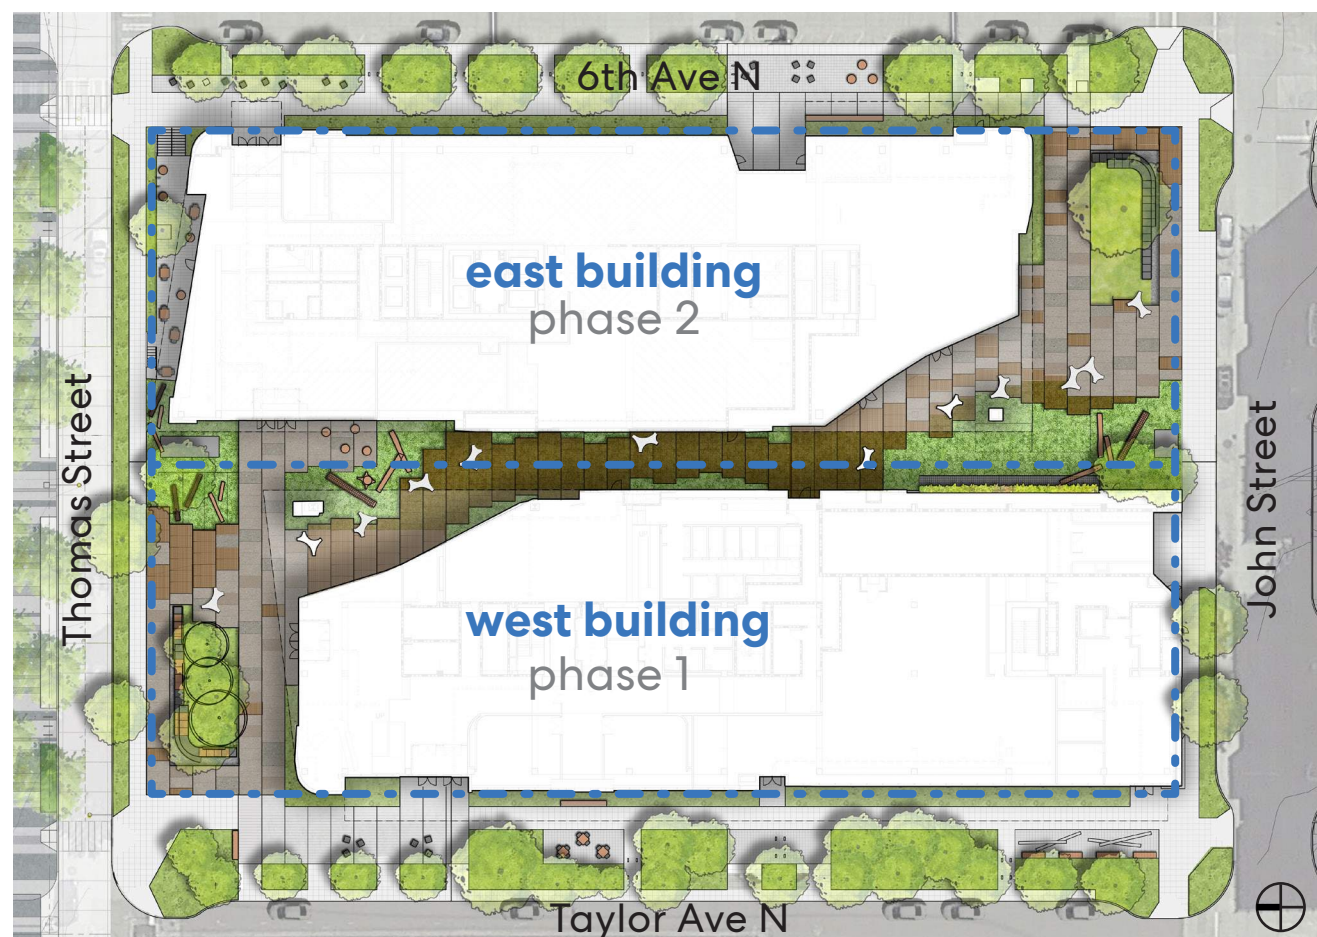 6th Ave N
east building
phase 2
Thomas Street
John Street
west building
phase 1
Taylor Ave N